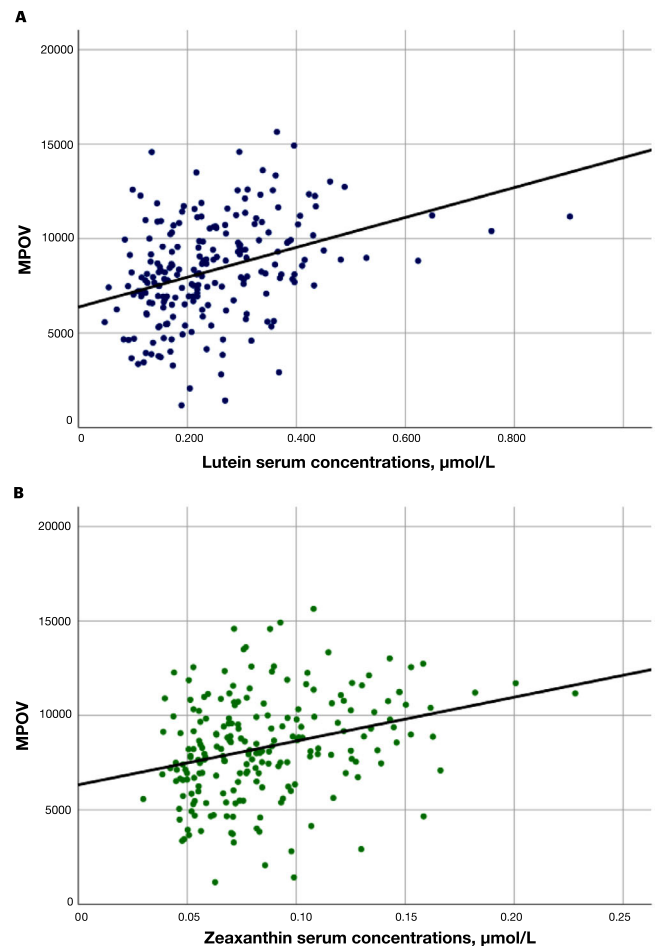 A
20000
15000
10000
5000
0
MPOV
0 0.200 0.400 0.600 0.800
Lutein serum concentrations, µmol/L
B
20000
15000
10000
5000
0
MPOV
00 0.05 0.10 0.15 0.20 0.25
Zeaxanthin serum concentrations, µmol/L